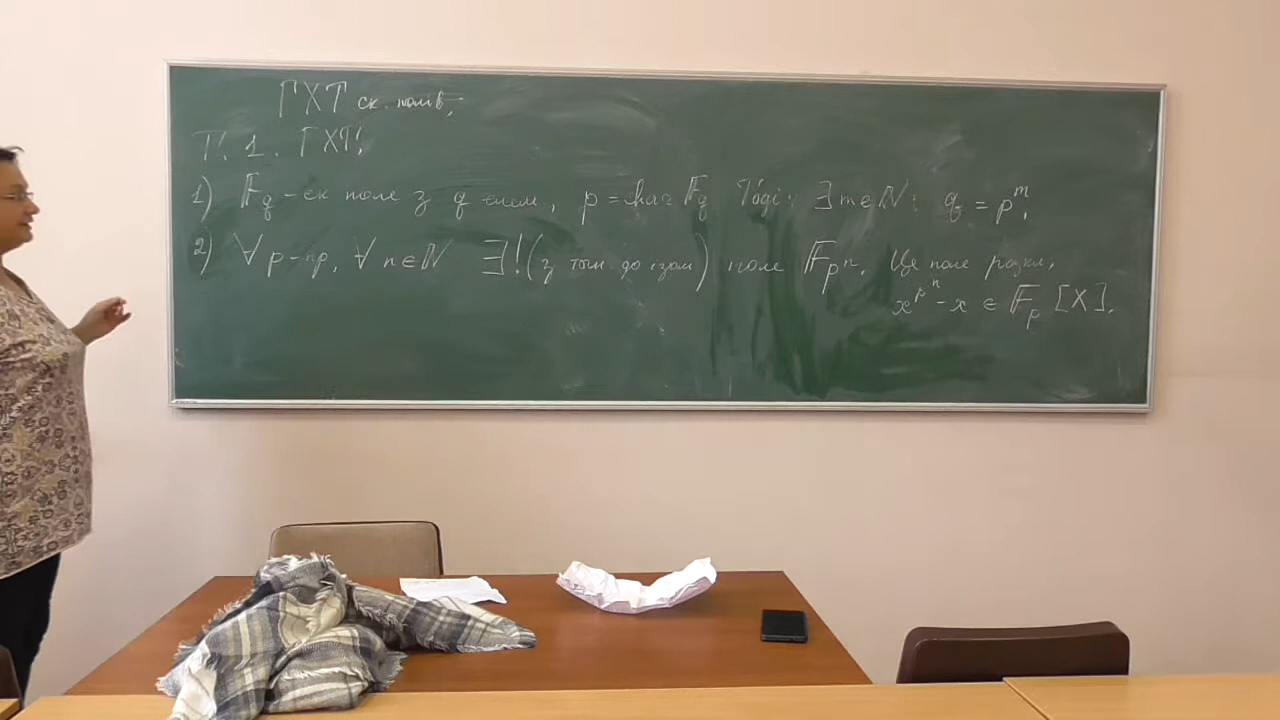 ГХТ ск. полів.
Т. 1. ГХТ.
1) 𝔽_q – ск поле з q елем., p = char 𝔽_q Тоді: ∃ m ∈ ℕ: q = p^m.
2) ∀ p – пр. ∀ n ∈ ℕ ∃! (з точн. до ізом) поле 𝔽_{p^n}. Це поле розкл.
x^{p^n} - x ∈ 𝔽_p [X].